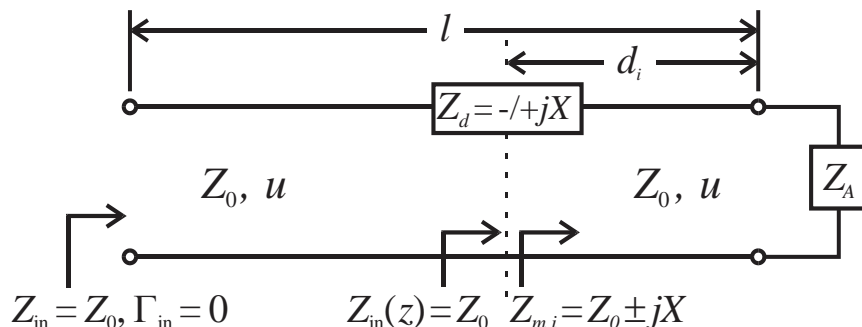 l
d_i
Z_d = -/+jX
Z_0, u
Z_0, u
Z_A
Z_in = Z_0, Γ_in = 0
Z_in(z) = Z_0
Z_m,i = Z_0 ± jX